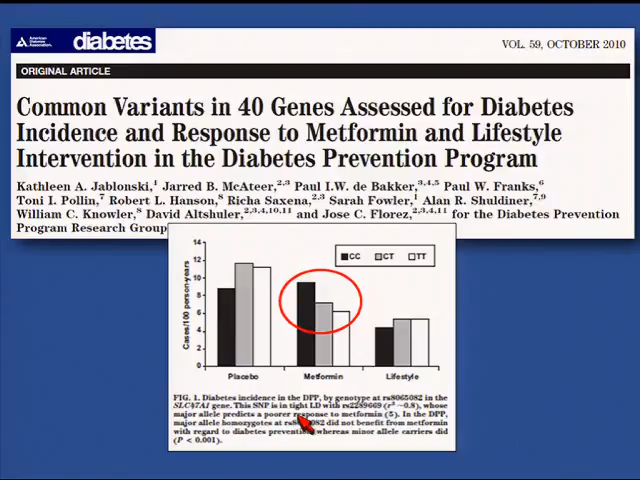 American
Diabetes
Association.
diabetes
VOL. 59, OCTOBER 2010
ORIGINAL ARTICLE
Common Variants in 40 Genes Assessed for Diabetes
Incidence and Response to Metformin and Lifestyle
Intervention in the Diabetes Prevention Program
Kathleen A. Jablonski,1 Jarred B. McAteer,2,3 Paul I.W. de Bakker,3,4,5 Paul W. Franks,6
Toni I. Pollin,7 Robert L. Hanson,8 Richa Saxena,2,3 Sarah Fowler,1 Alan R. Shuldiner,7,9
William C. Knowler,8 David Altshuler,2,3,4,10,11 and Jose C. Florez,2,3,4,11 for the Diabetes Prevention
Program Research Group
CC CT TT
Cases/100 person-years
14
12
10
8
6
4
2
0
Placebo Metformin Lifestyle
FIG. 1. Diabetes incidence in the DPP, by genotype at rs8065082 in the
SLC47A1 gene. This SNP is in tight LD with rs2289669 (r2 ~0.8), whose
major allele predicts a poorer response to metformin (5). In the DPP,
major allele homozygotes at did not benefit from metformin
with regard to diabetes prevention, whereas minor allele carriers did
(P < 0.001).